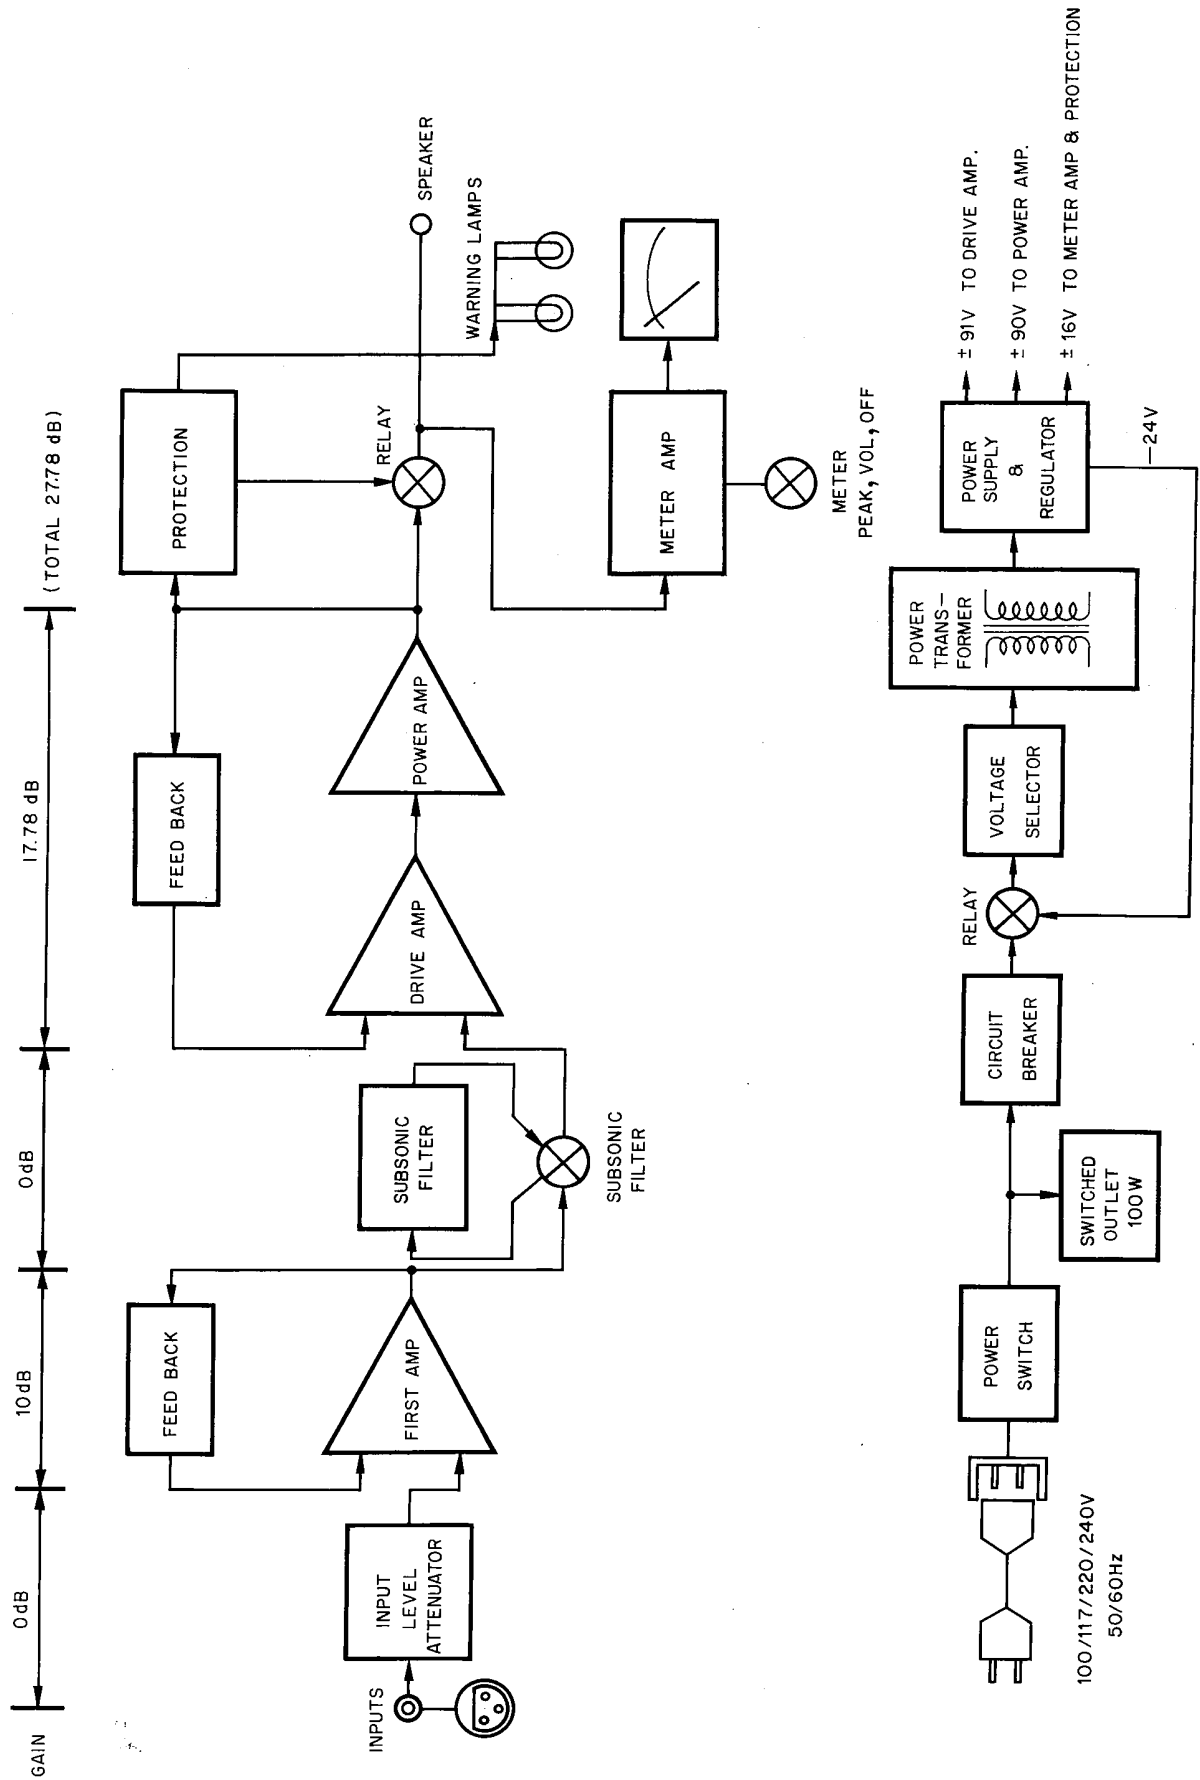 GAIN
0dB
10dB
0dB
17.78 dB
(TOTAL 27.78 dB)
INPUTS
INPUT
LEVEL
ATTENUATOR
FEED BACK
FIRST AMP
SUBSONIC
FILTER
SUBSONIC
FILTER
FEED BACK
DRIVE AMP
POWER AMP
PROTECTION
RELAY
SPEAKER
WARNING LAMPS
METER AMP
METER
PEAK, VOL, OFF
100/117/220/240V
50/60Hz
POWER
SWITCH
SWITCHED
OUTLET
100W
CIRCUIT
BREAKER
RELAY
VOLTAGE
SELECTOR
POWER
TRANS-
FORMER
POWER
SUPPLY
&
REGULATOR
± 91V TO DRIVE AMP.
± 90V TO POWER AMP.
± 16V TO METER AMP & PROTECTION
-24V